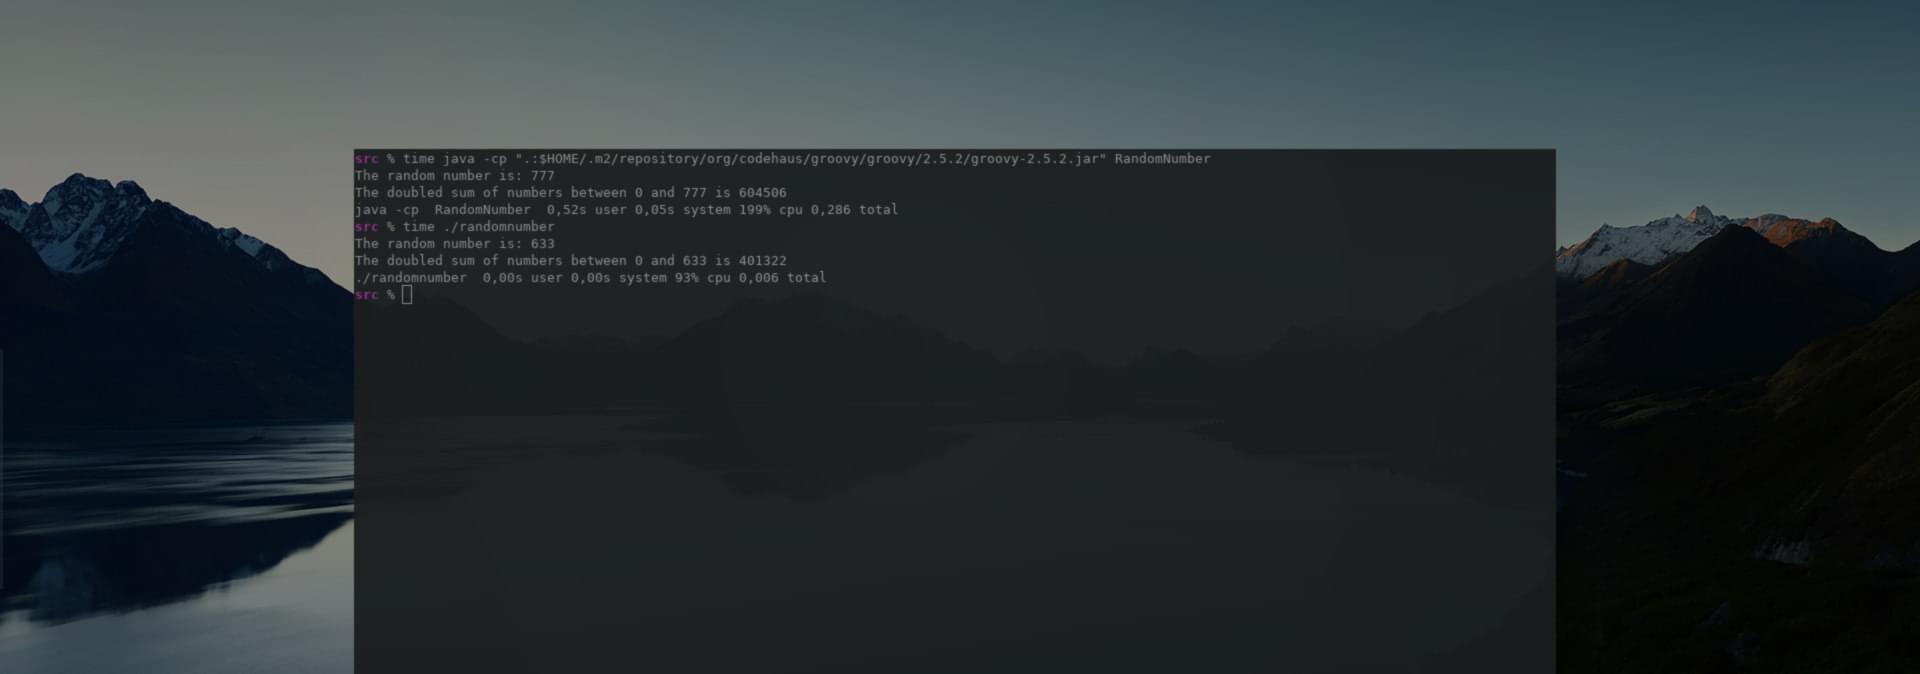 src % time java -cp ".:$HOME/.m2/repository/org/codehaus/groovy/groovy/2.5.2/groovy-2.5.2.jar" RandomNumber
The random number is: 777
The doubled sum of numbers between 0 and 777 is 604506
java -cp  RandomNumber  0,52s user 0,05s system 199% cpu 0,286 total
src % time ./randomnumber
The random number is: 633
The doubled sum of numbers between 0 and 633 is 401322
./randomnumber  0,00s user 0,00s system 93% cpu 0,006 total
src %